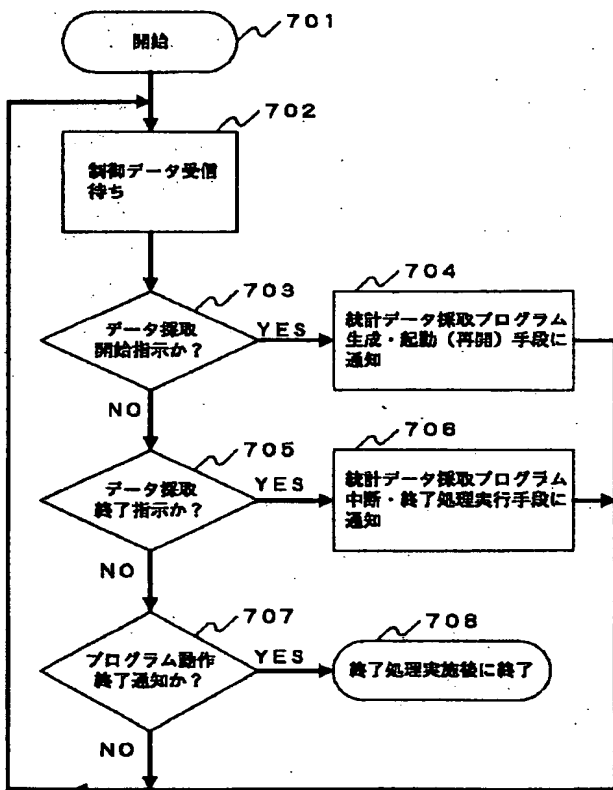 701
開始
702
制御データ受信
待ち
703
データ採取
開始指示か？
YES
704
統計データ採取プログラム
生成・起動（再開）手段に
通知
NO
705
データ採取
終了指示か？
YES
706
統計データ採取プログラム
中断・終了処理実行手段に
通知
NO
707
プログラム動作
終了通知か？
YES
708
終了処理実施後に終了
NO